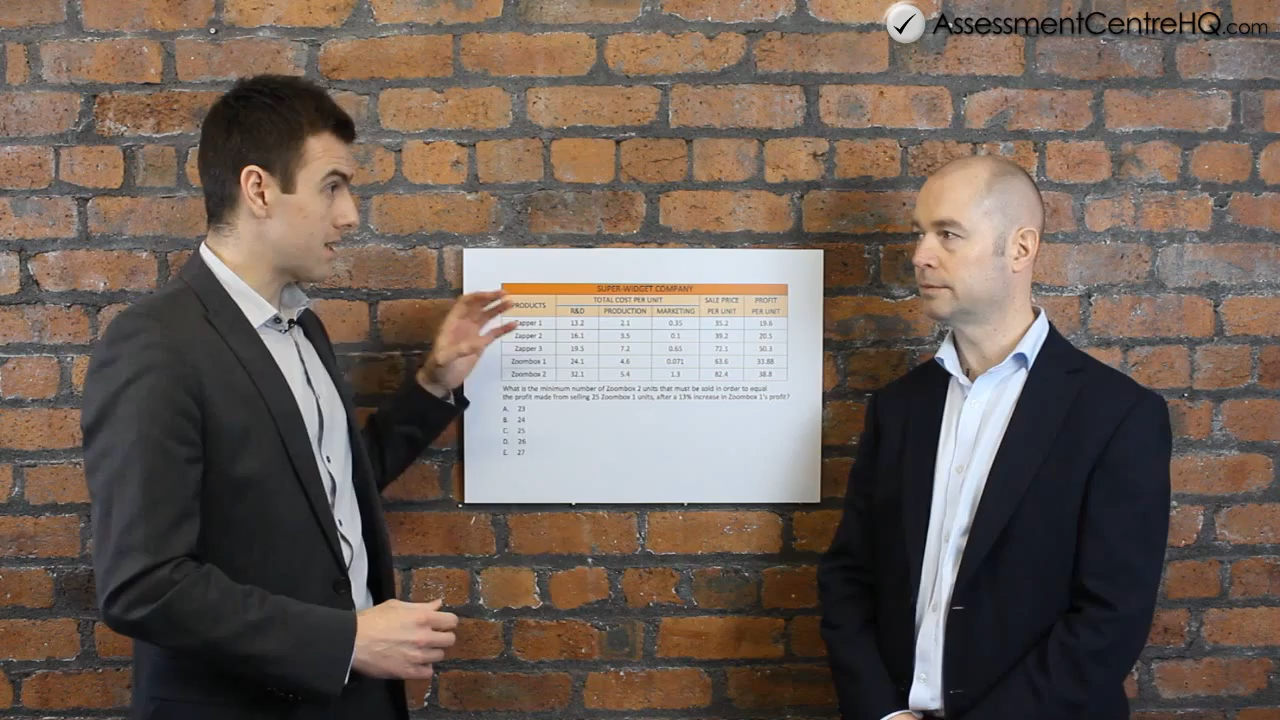 AssessmentCentreHQ.com
SUPER-WIDGET COMPANY
PRODUCTS TOTAL COST PER UNIT SALE PRICE PER UNIT PROFIT PER UNIT
R&D PRODUCTION MARKETING
Zapper 1 13.2 2.1 0.35 35.2 19.6
Zapper 2 16.1 3.5 0.1 39.2 20.5
Zapper 3 19.5 7.2 0.65 72.1 50.3
Zoombox 1 24.1 4.6 0.071 63.6 33.88
Zoombox 2 32.1 5.4 1.3 82.4 38.8
What is the minimum number of Zoombox 2 units that must be sold in order to equal
the profit made from selling 25 Zoombox 1 units, after a 13% increase in Zoombox 1's profit?
A. 23
B. 24
C. 25
D. 26
E. 27